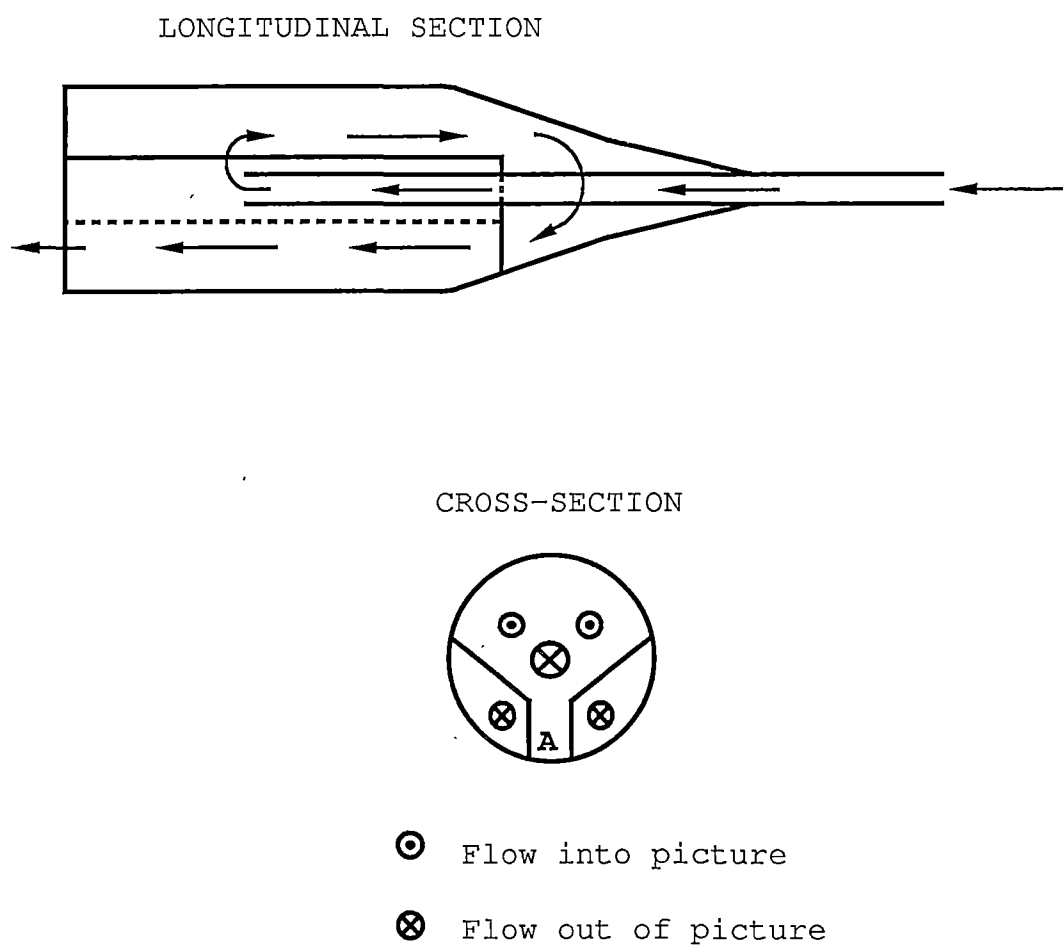 LONGITUDINAL SECTION
CROSS-SECTION
A
Flow into picture
Flow out of picture